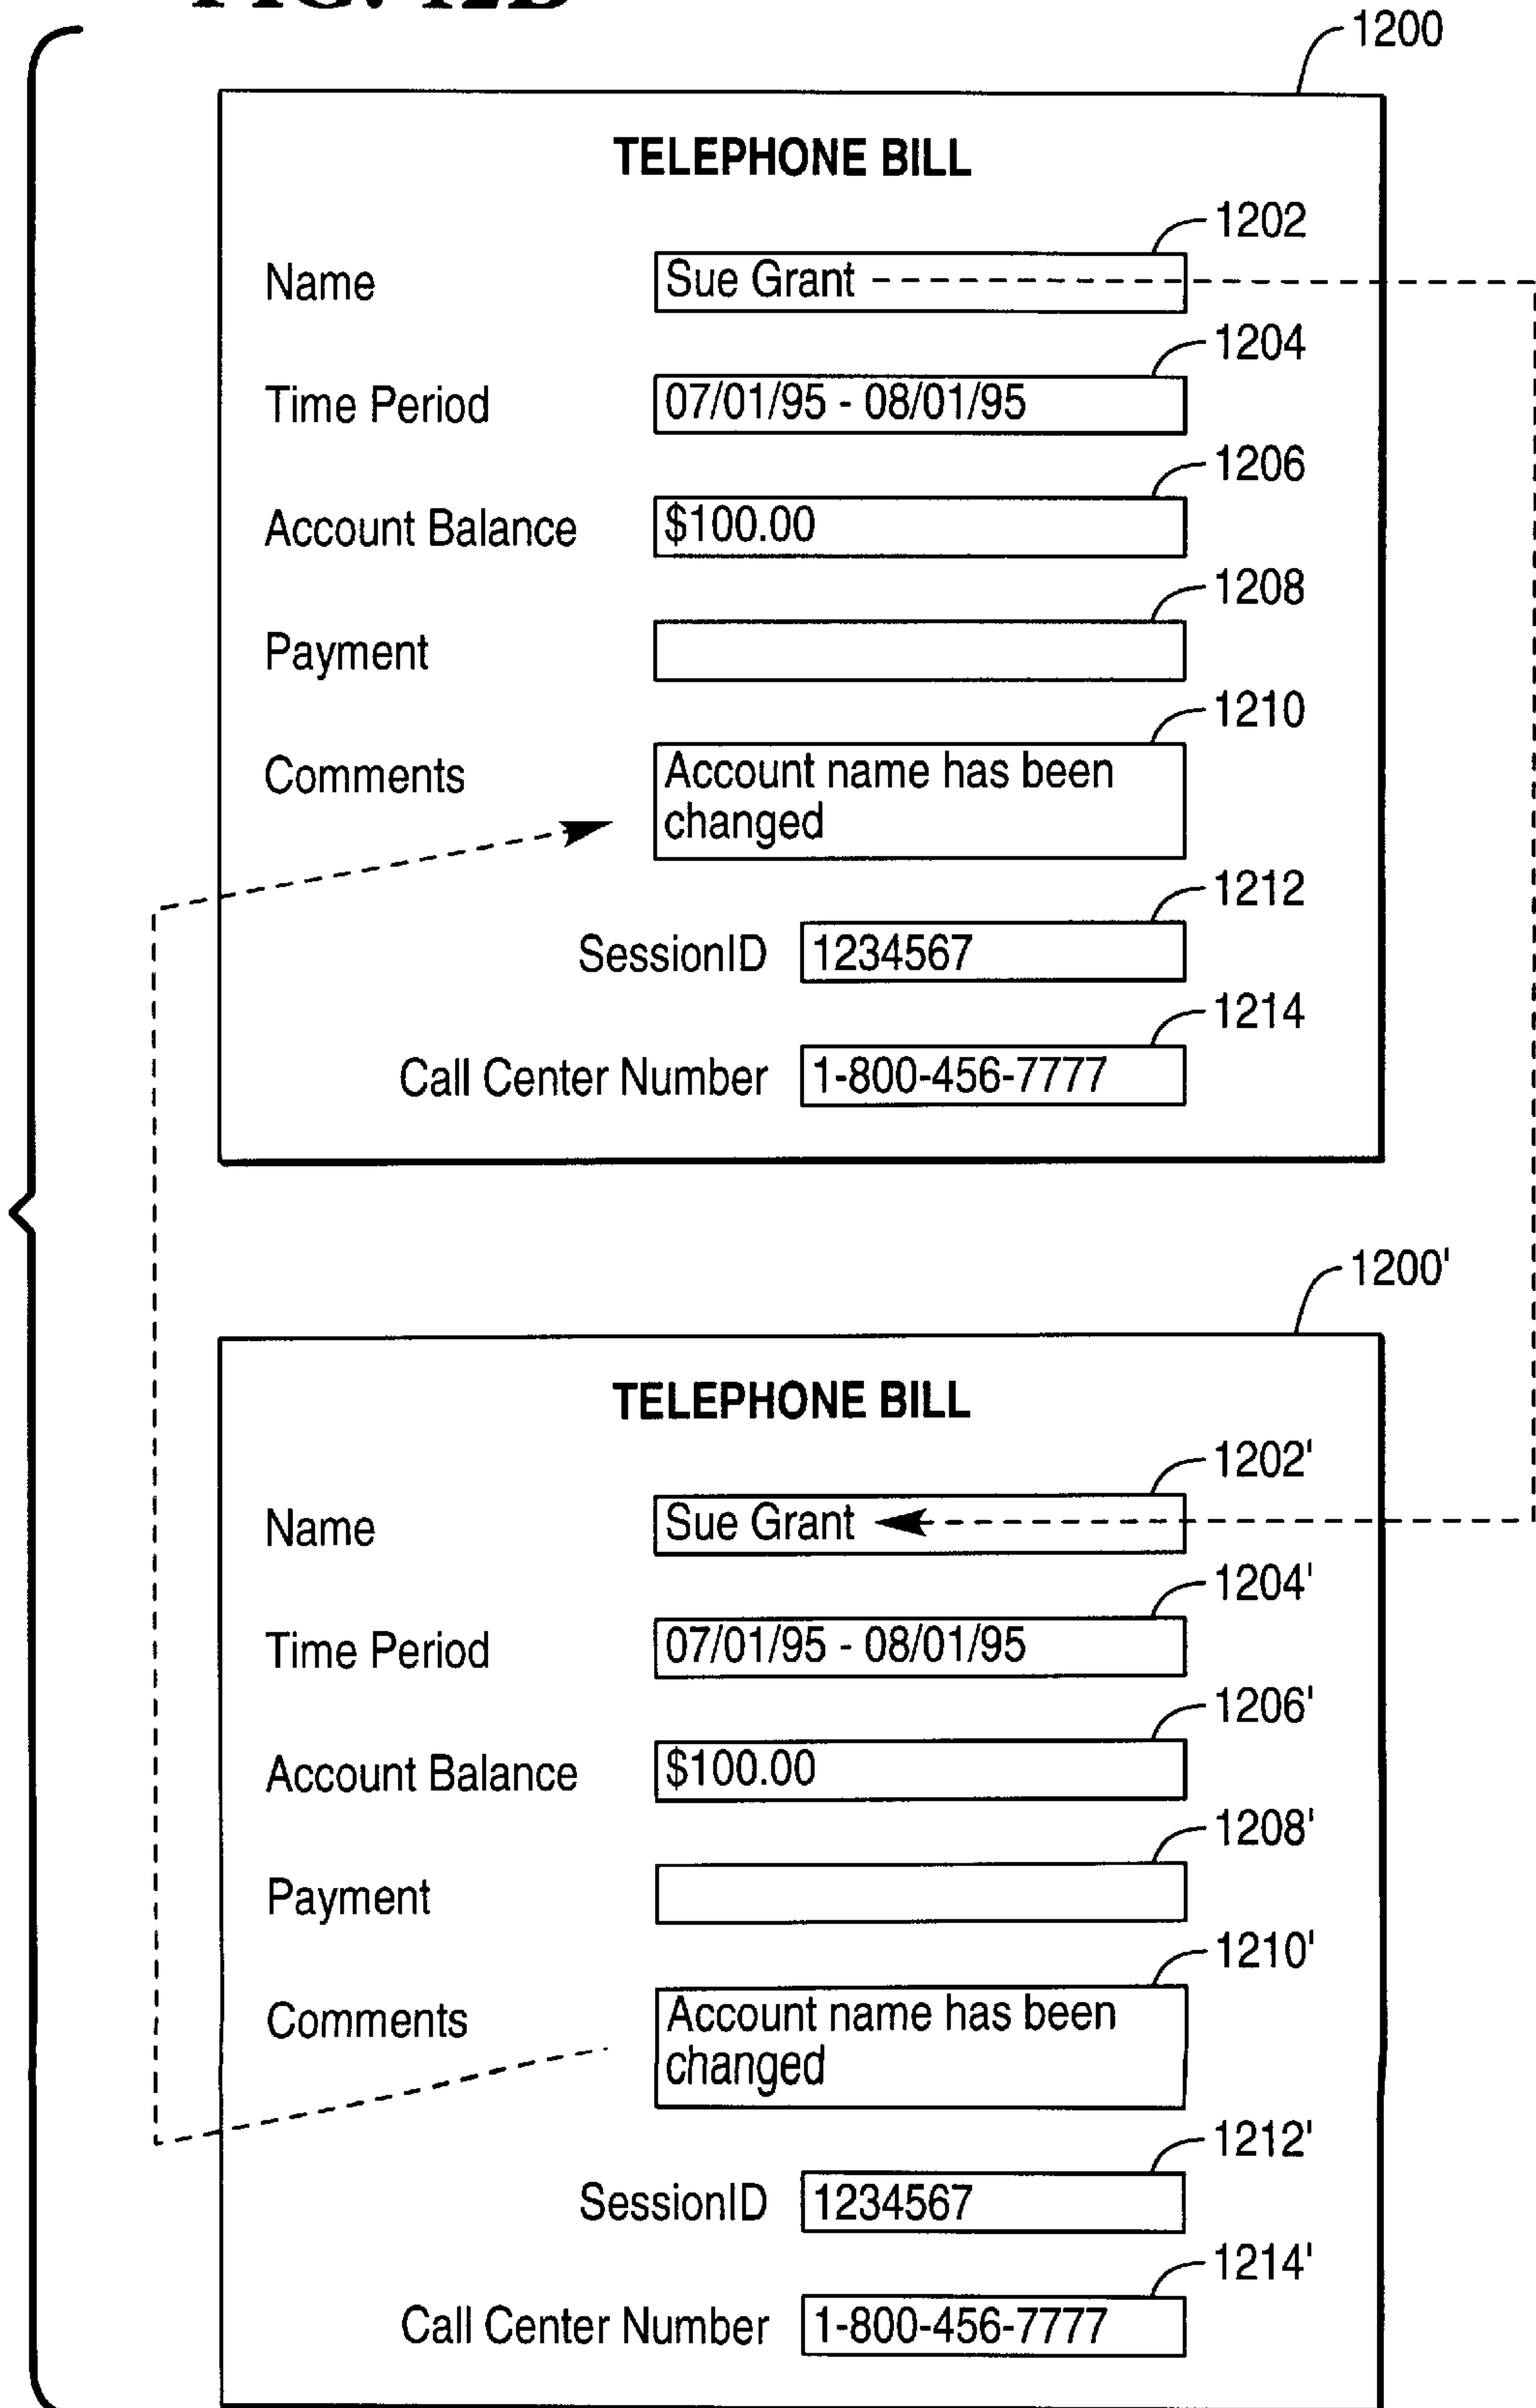 1200
TELEPHONE BILL
1202
Name Sue Grant
1204
Time Period 07/01/95 - 08/01/95
1206
Account Balance $100.00
1208
Payment
1210
Comments Account name has been
changed
1212
SessionID 1234567
1214
Call Center Number 1-800-456-7777
1200'
TELEPHONE BILL
1202'
Name Sue Grant
1204'
Time Period 07/01/95 - 08/01/95
1206'
Account Balance $100.00
1208'
Payment
1210'
Comments Account name has been
changed
1212'
SessionID 1234567
1214'
Call Center Number 1-800-456-7777